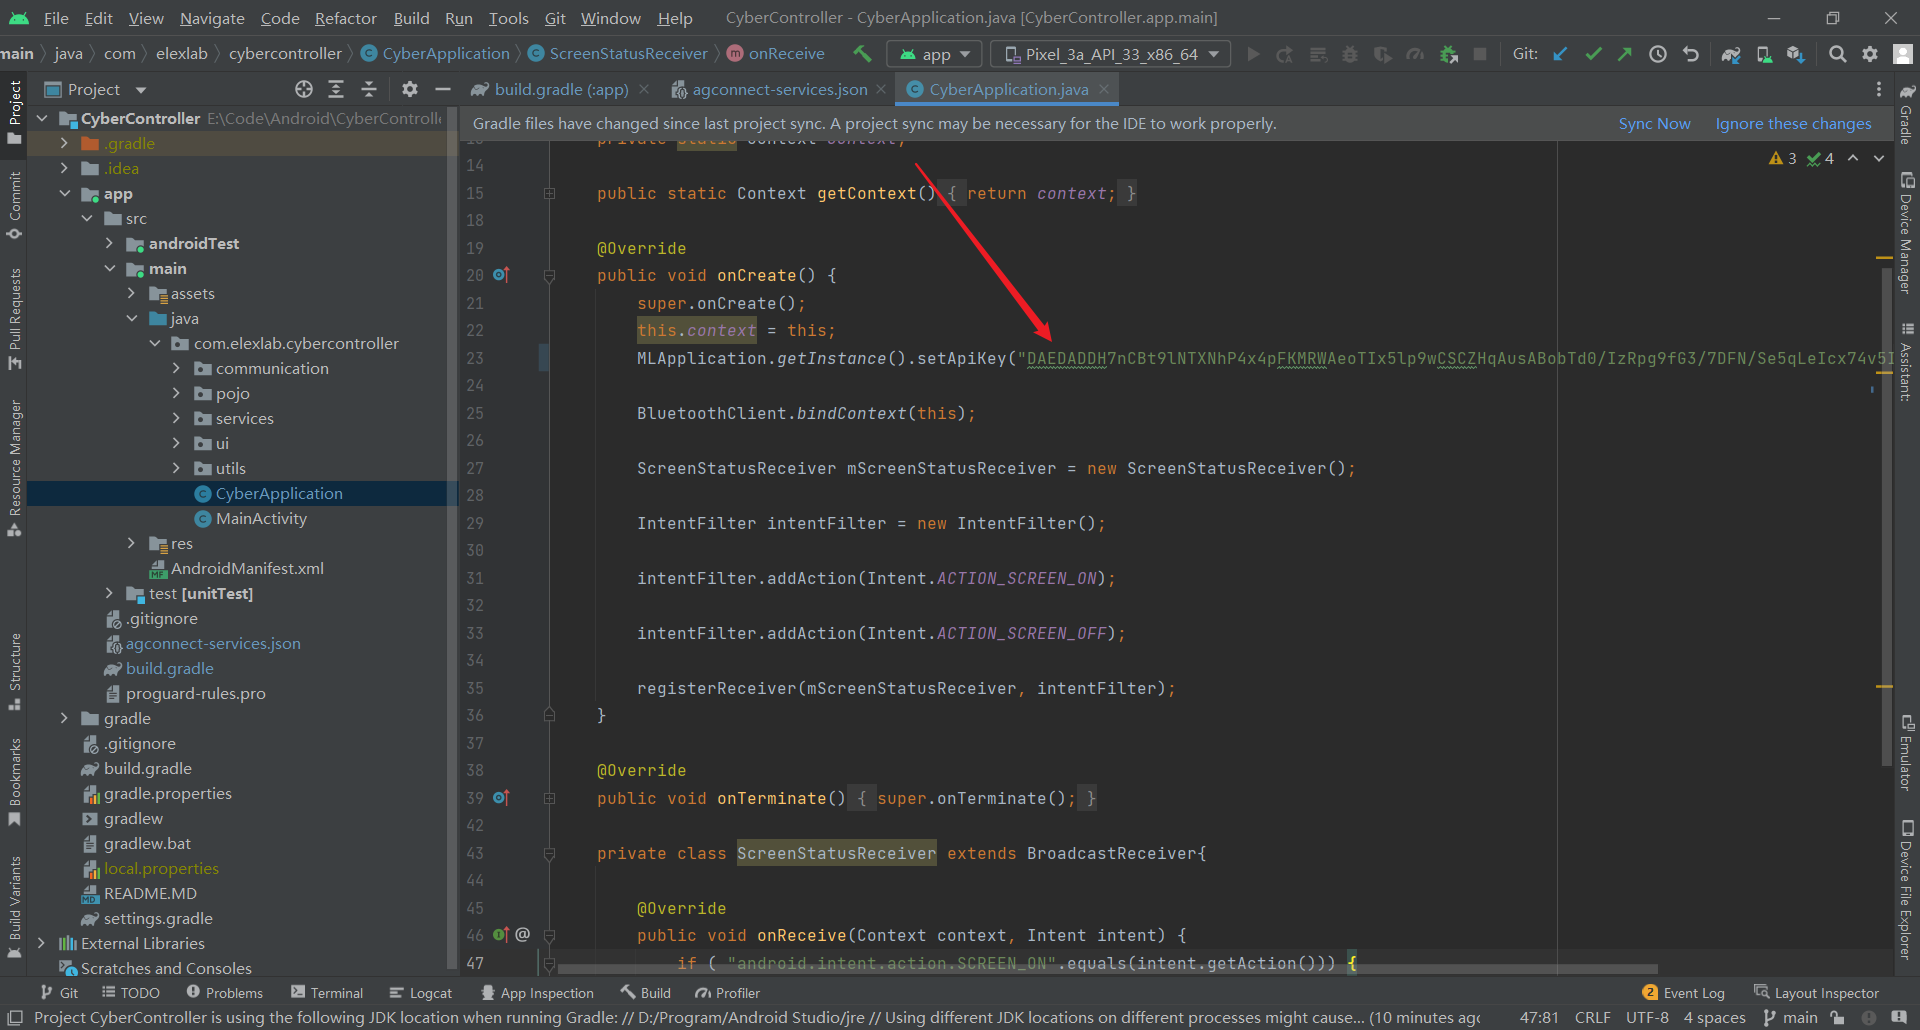 File Edit View Navigate Code Refactor Build Run Tools Git Window Help CyberController - CyberApplication.java [CyberController.app.main]
main java com elexlab cybercontroller CyberApplication ScreenStatusReceiver onReceive app Pixel_3a_API_33_x86_64 Git:
Project build.gradle (:app) agconnect-services.json CyberApplication.java
Gradle files have changed since last project sync. A project sync may be necessary for the IDE to work properly. Sync Now Ignore these changes
Project
Commit
Pull Requests
Resource Manager
Structure
Bookmarks
Build Variants
CyberController E:\Code\Android\CyberControlle
.gradle
.idea
app
src
androidTest
main
assets
java
com.elexlab.cybercontroller
communication
pojo
services
ui
utils
CyberApplication
MainActivity
res
AndroidManifest.xml
test [unitTest]
.gitignore
agconnect-services.json
build.gradle
proguard-rules.pro
gradle
.gitignore
build.gradle
gradle.properties
gradlew
gradlew.bat
local.properties
README.MD
settings.gradle
External Libraries
Scratches and Consoles
3 4
private static Context context;
14
15 public static Context getContext() { return context; }
18
19 @Override
20 public void onCreate() {
21 super.onCreate();
22 this.context = this;
23 MLApplication.getInstance().setApiKey("DAEDADDH7nCBt9lNTXNhP4x4pFKMRWAeoTIx5lp9wCSCZHqAusABobTd0/IzRpg9fG3/7DFN/Se5qLeIcx74v5I
24
25 BluetoothClient.bindContext(this);
26
27 ScreenStatusReceiver mScreenStatusReceiver = new ScreenStatusReceiver();
28
29 IntentFilter intentFilter = new IntentFilter();
30
31 intentFilter.addAction(Intent.ACTION_SCREEN_ON);
32
33 intentFilter.addAction(Intent.ACTION_SCREEN_OFF);
34
35 registerReceiver(mScreenStatusReceiver, intentFilter);
36 }
37
38 @Override
39 public void onTerminate() { super.onTerminate(); }
42
43 private class ScreenStatusReceiver extends BroadcastReceiver{
44
45 @Override
46 @ public void onReceive(Context context, Intent intent) {
47 if ( "android.intent.action.SCREEN_ON".equals(intent.getAction())) {
Gradle
Device Manager
Assistant:
Emulator
Device File Explorer
Git TODO Problems Terminal Logcat App Inspection Build Profiler 2 Event Log Layout Inspector
Project CyberController is using the following JDK location when running Gradle: // D:/Program/Android Studio/jre // Using different JDK locations on different processes might cause... (10 minutes agc 47:81 CRLF UTF-8 4 spaces main